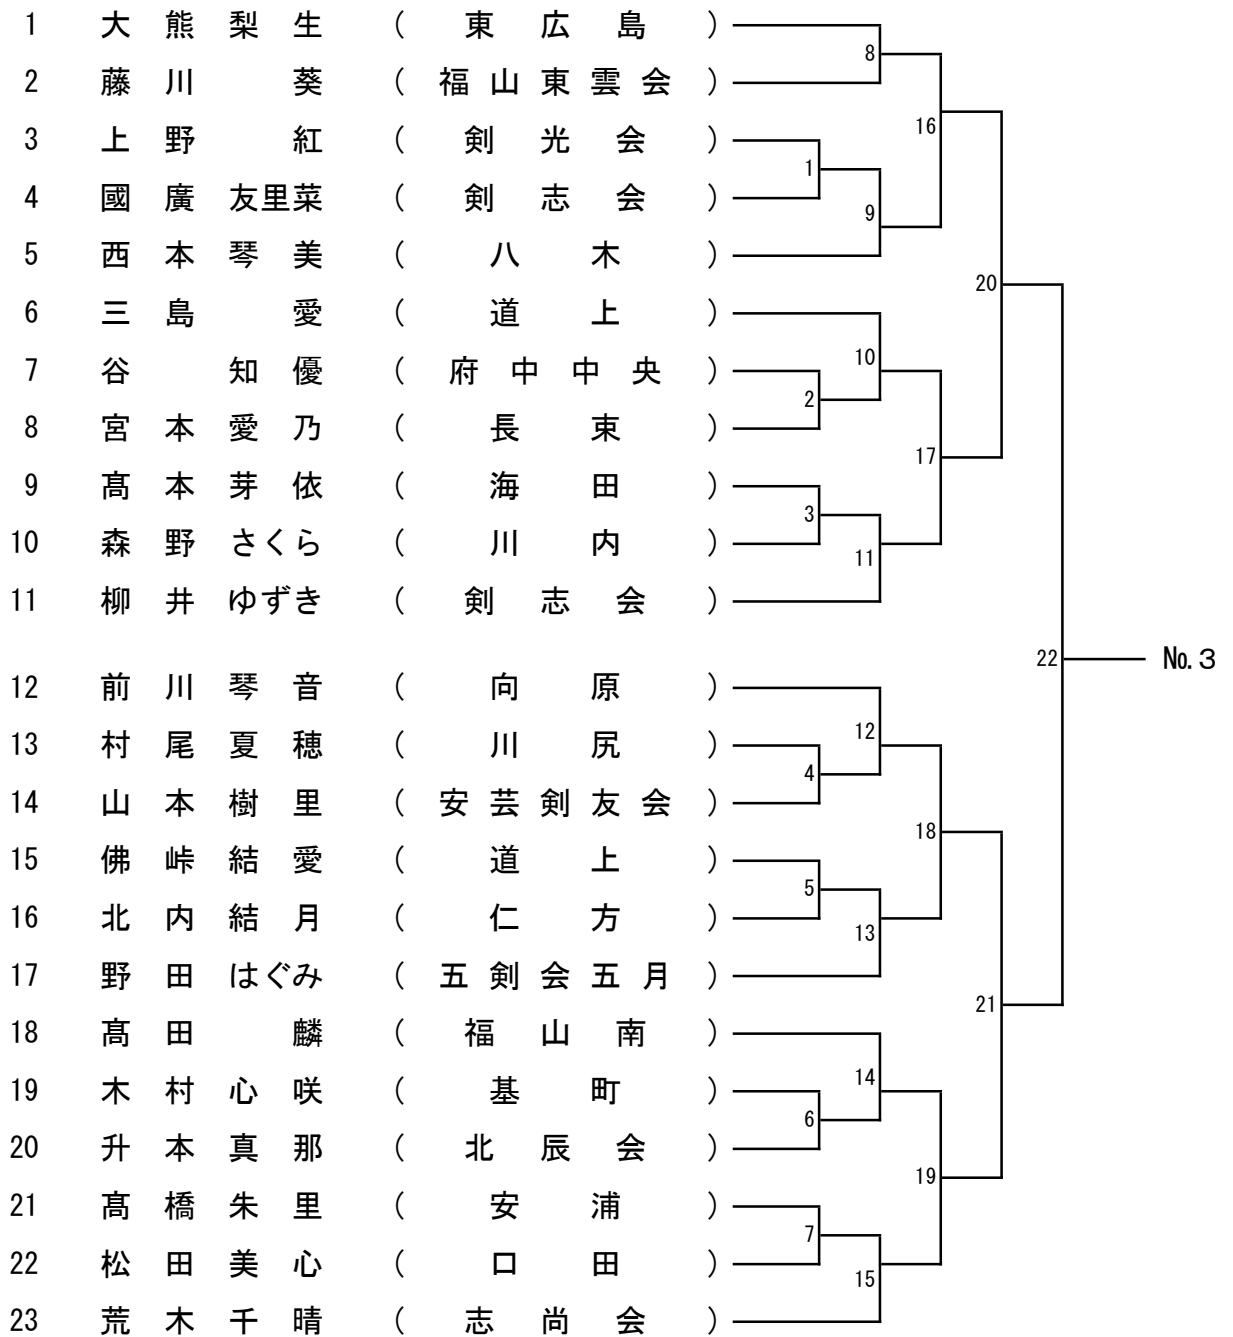 1 大熊梨生 (東広島) 8
2 藤川葵 (福山東雲会)
3 上野紅 (剣光会) 1 16
4 國廣友里菜 (剣志会) 9
5 西本琴美 (八木) 20
6 三島愛 (道上)
7 谷知優 (府中中央) 2 10
8 宮本愛乃 (長束) 17
9 髙本芽依 (海田) 3
10 森野さくら (川内) 11
11 柳井ゆずき (剣志会)
22 №3
12 前川琴音 (向原)
13 村尾夏穂 (川尻) 4 12
14 山本樹里 (安芸剣友会) 18
15 佛峠結愛 (道上) 5
16 北内結月 (仁方) 13
17 野田はぐみ (五剣会五月) 21
18 髙田麟 (福山南)
19 木村心咲 (基町) 6 14
20 升本真那 (北辰会) 19
21 髙橋朱里 (安浦) 7
22 松田美心 (口田) 15
23 荒木千晴 (志尚会)